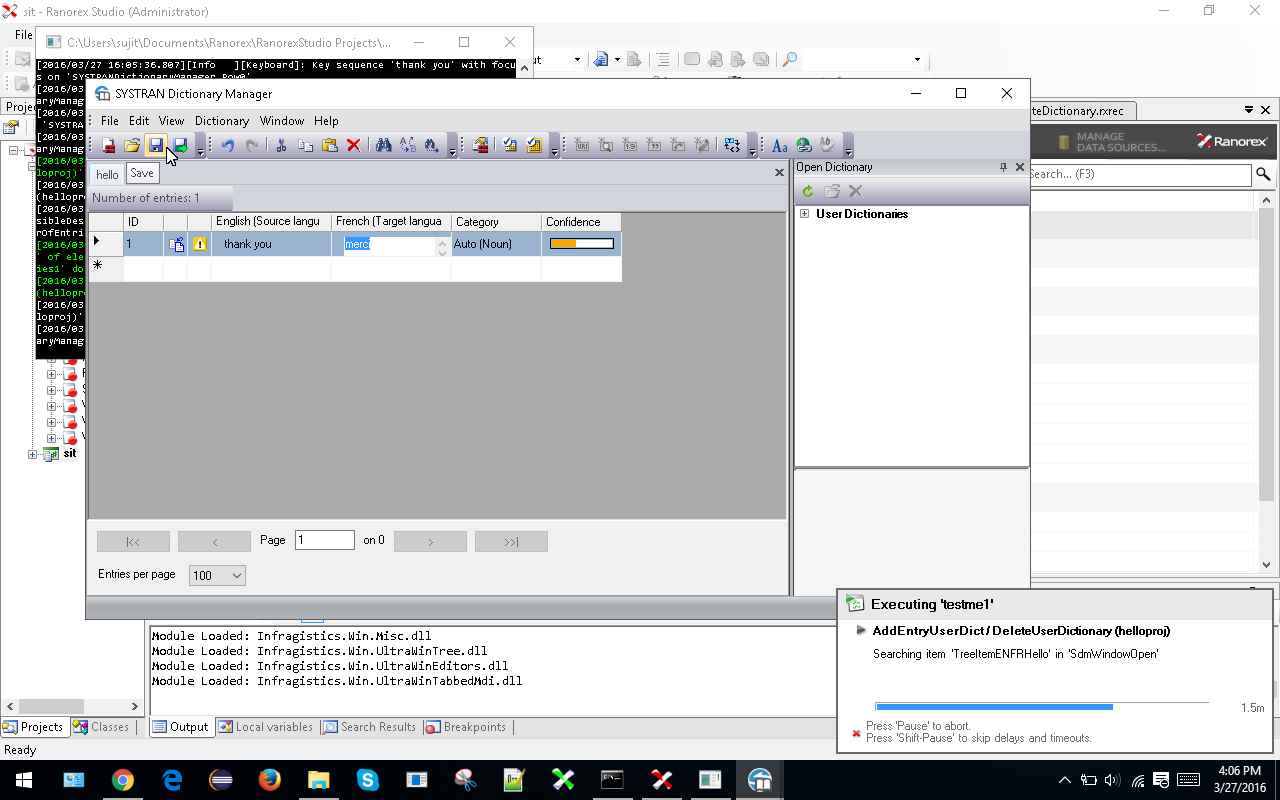 sit - Ranorex Studio (Administrator)
File
C:\Users\sujit\Documents\Ranorex\RanorexStudio Projects\...
[2016/03/27 16:05:36.807][Info   ][Keyboard]: Key sequence 'thank you' with focu
s on 'SYSTRANDictionaryManager.Row0'
SYSTRAN Dictionary Manager
File Edit View Dictionary Window Help
Save
hello
Number of entries: 1
ID English (Source langu French (Target langua Category Confidence
1 thank you merci Auto (Noun)
Page 1 on 0
|<< < > >>|
Entries per page 100
Open Dictionary
User Dictionaries
teDictionary.rxrec
MANAGE
DATA SOURCES...
Ranorex
Search... (F3)
sit
Module Loaded: Infragistics.Win.Misc.dll
Module Loaded: Infragistics.Win.UltraWinTree.dll
Module Loaded: Infragistics.Win.UltraWinEditors.dll
Module Loaded: Infragistics.Win.UltraWinTabbedMdi.dll
Projects Classes Output Local variables Search Results Breakpoints
Ready
Executing 'testme1'
AddEntryUserDict / DeleteUserDictionary (helloproj)
Searching item 'TreeItemENFRHello' in 'SdmWindowOpen'
1.5m
Press 'Pause' to abort.
Press 'Shift-Pause' to skip delays and timeouts.
4:06 PM
3/27/2016